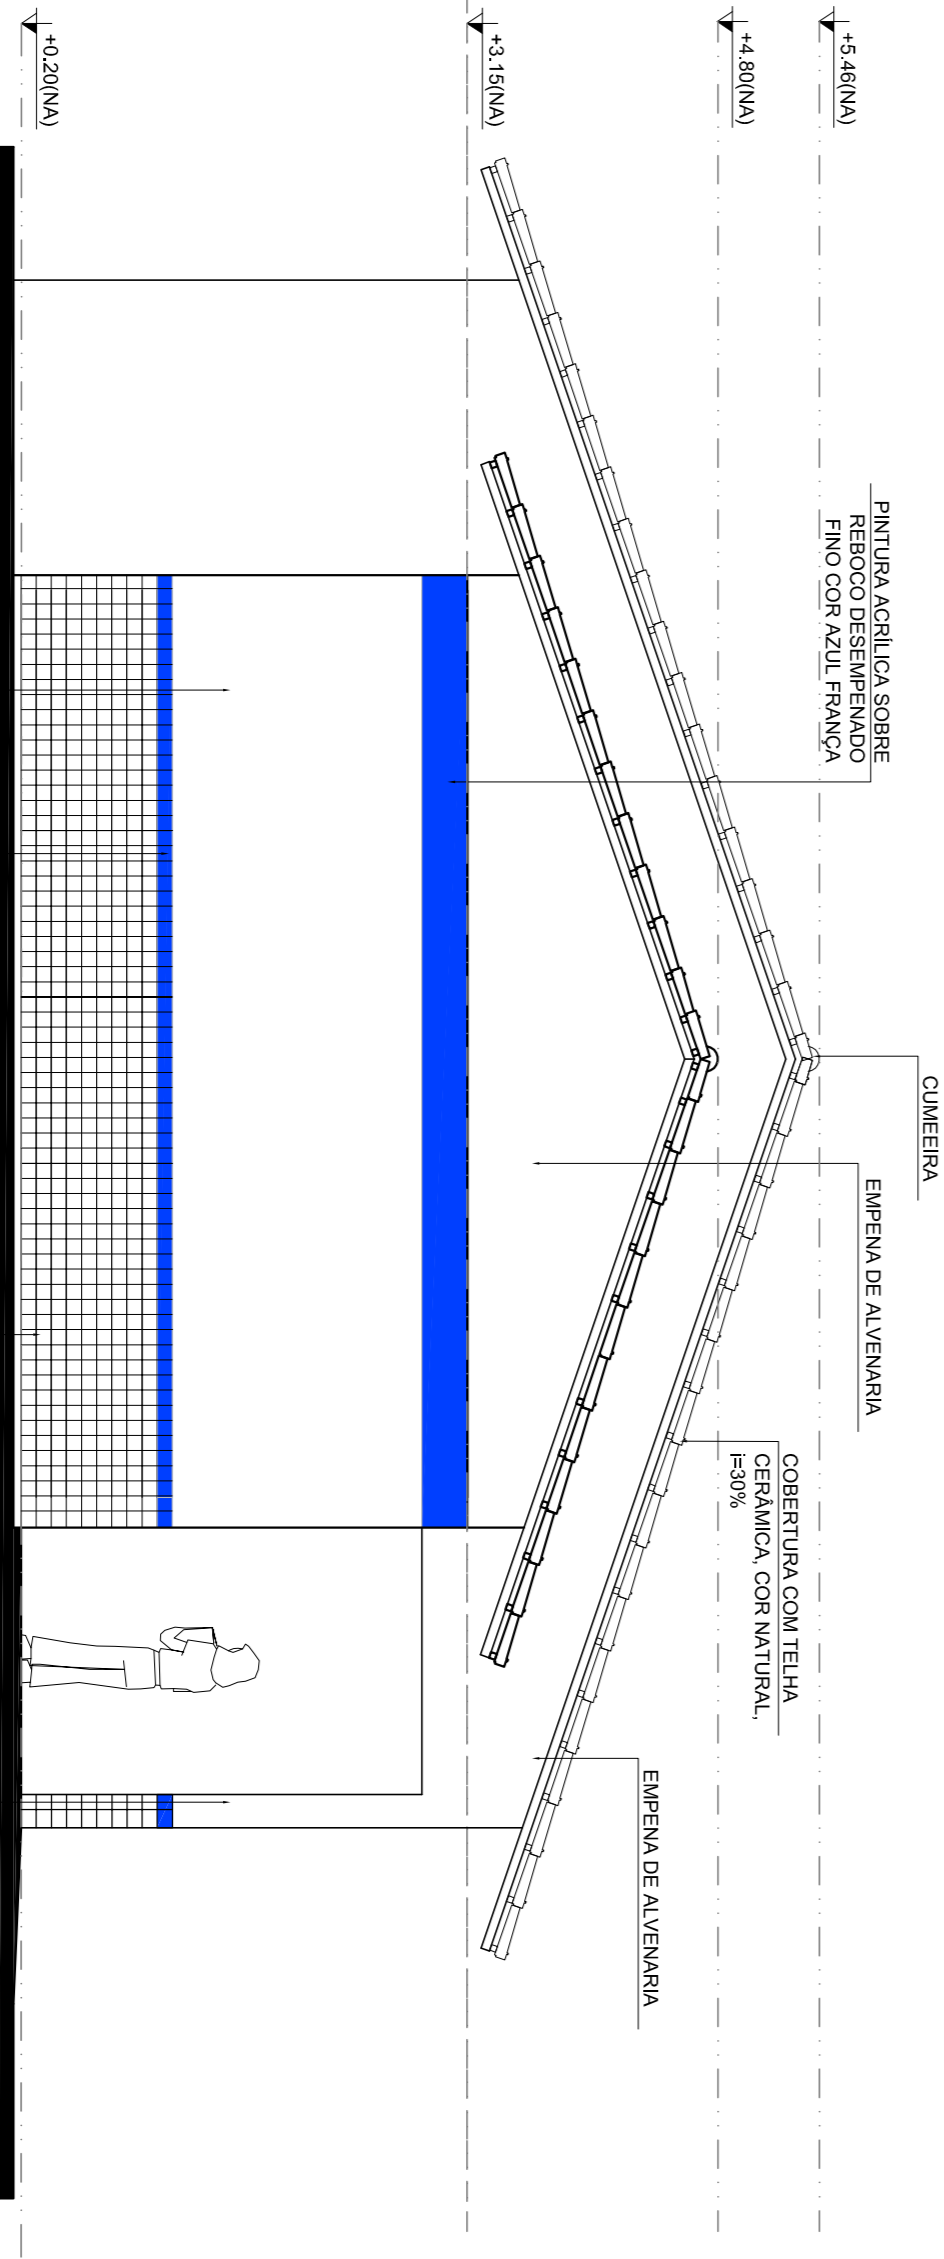 CUMEEIRA
PINTURA ACRÍLICA SOBRE
REBOCO DESEMPENADO
FINO COR AZUL FRANÇA
EMPENA DE ALVENARIA
COBERTURA COM TELHA
CERÂMICA, COR NATURAL,
i=30%
EMPENA DE ALVENARIA
+5.46(NA)
+4.80(NA)
+3.15(NA)
+0.20(NA)